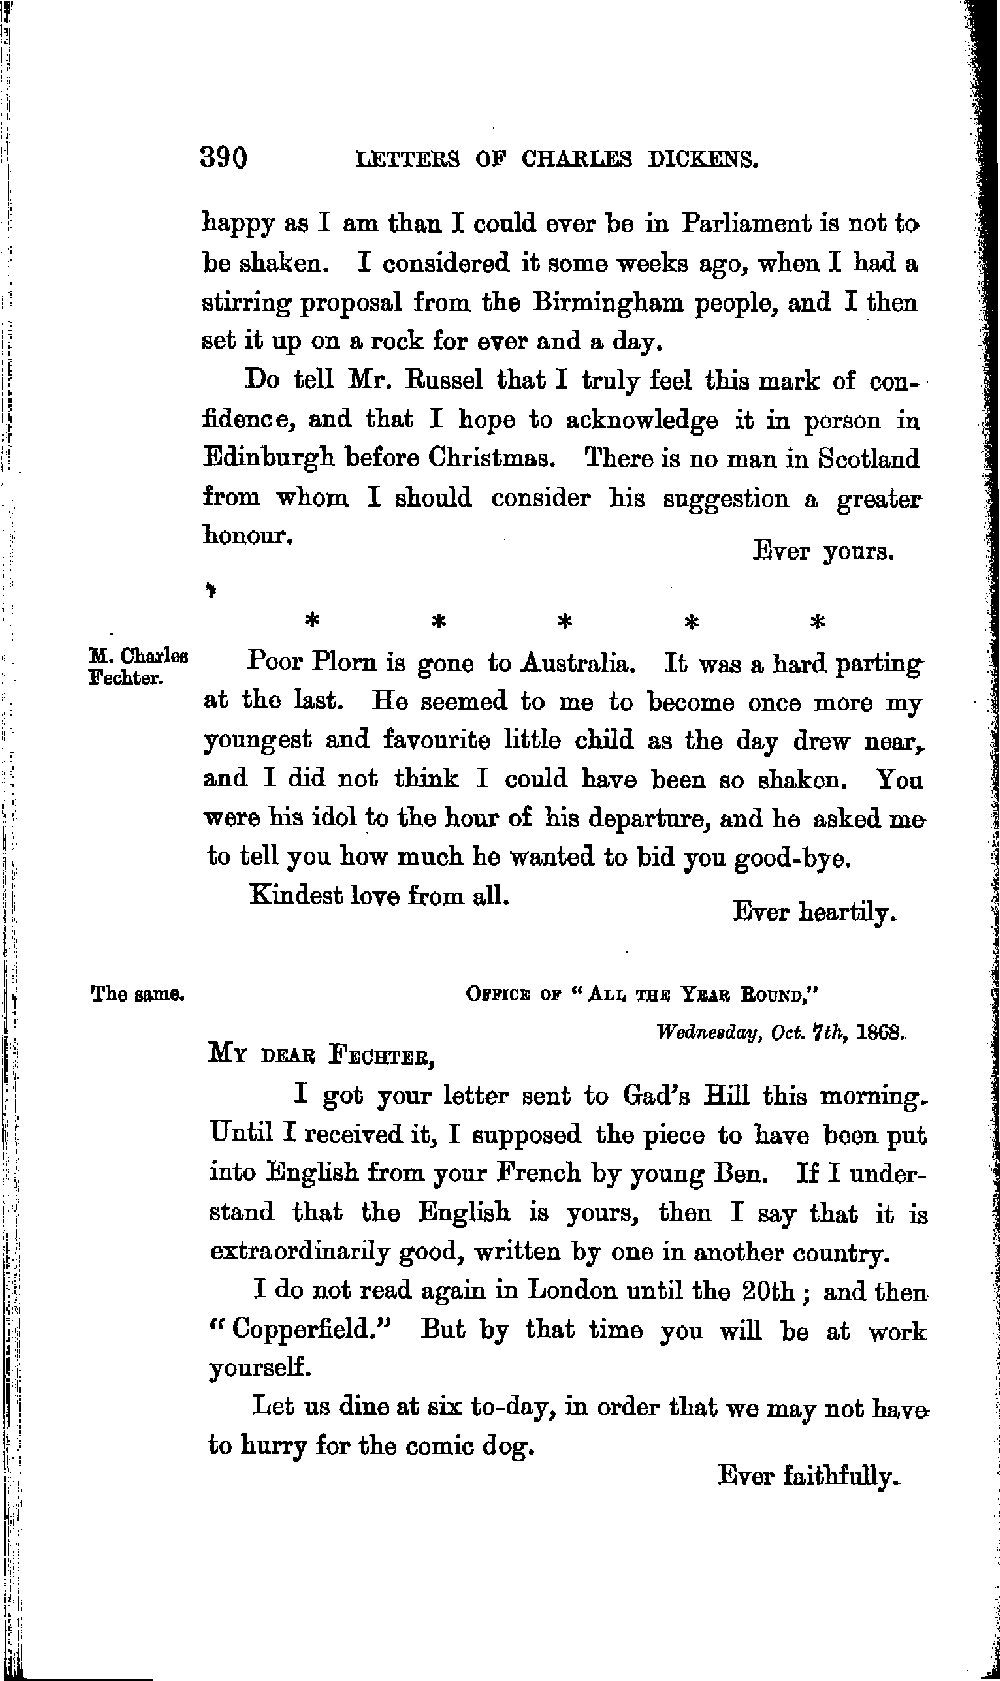 390 LETTERS OF CHARLES DICKENS.
happy as I am than I could ever be in Parliament is not to
be shaken. I considered it some weeks ago, when I had a
stirring proposal from the Birmingham people, and I then
set it up on a rock for ever and a day.
Do tell Mr. Russel that I truly feel this mark of con-
fidence, and that I hope to acknowledge it in person in
Edinburgh before Christmas. There is no man in Scotland
from whom I should consider his suggestion a greater
honour.
Ever yours.
* * * * *
M. Charles
Fechter.
Poor Plorn is gone to Australia. It was a hard parting
at the last. He seemed to me to become once more my
youngest and favourite little child as the day drew near,
and I did not think I could have been so shaken. You
were his idol to the hour of his departure, and he asked me
to tell you how much he wanted to bid you good-bye.
Kindest love from all.
Ever heartily.
The same.
OFFICE OF "ALL THE YEAR ROUND,"
Wednesday, Oct. 7th, 1868.
MY DEAR FECHTER,
I got your letter sent to Gad's Hill this morning.
Until I received it, I supposed the piece to have been put
into English from your French by young Ben. If I under-
stand that the English is yours, then I say that it is
extraordinarily good, written by one in another country.
I do not read again in London until the 20th; and then
"Copperfield." But by that time you will be at work
yourself.
Let us dine at six to-day, in order that we may not have
to hurry for the comic dog.
Ever faithfully.